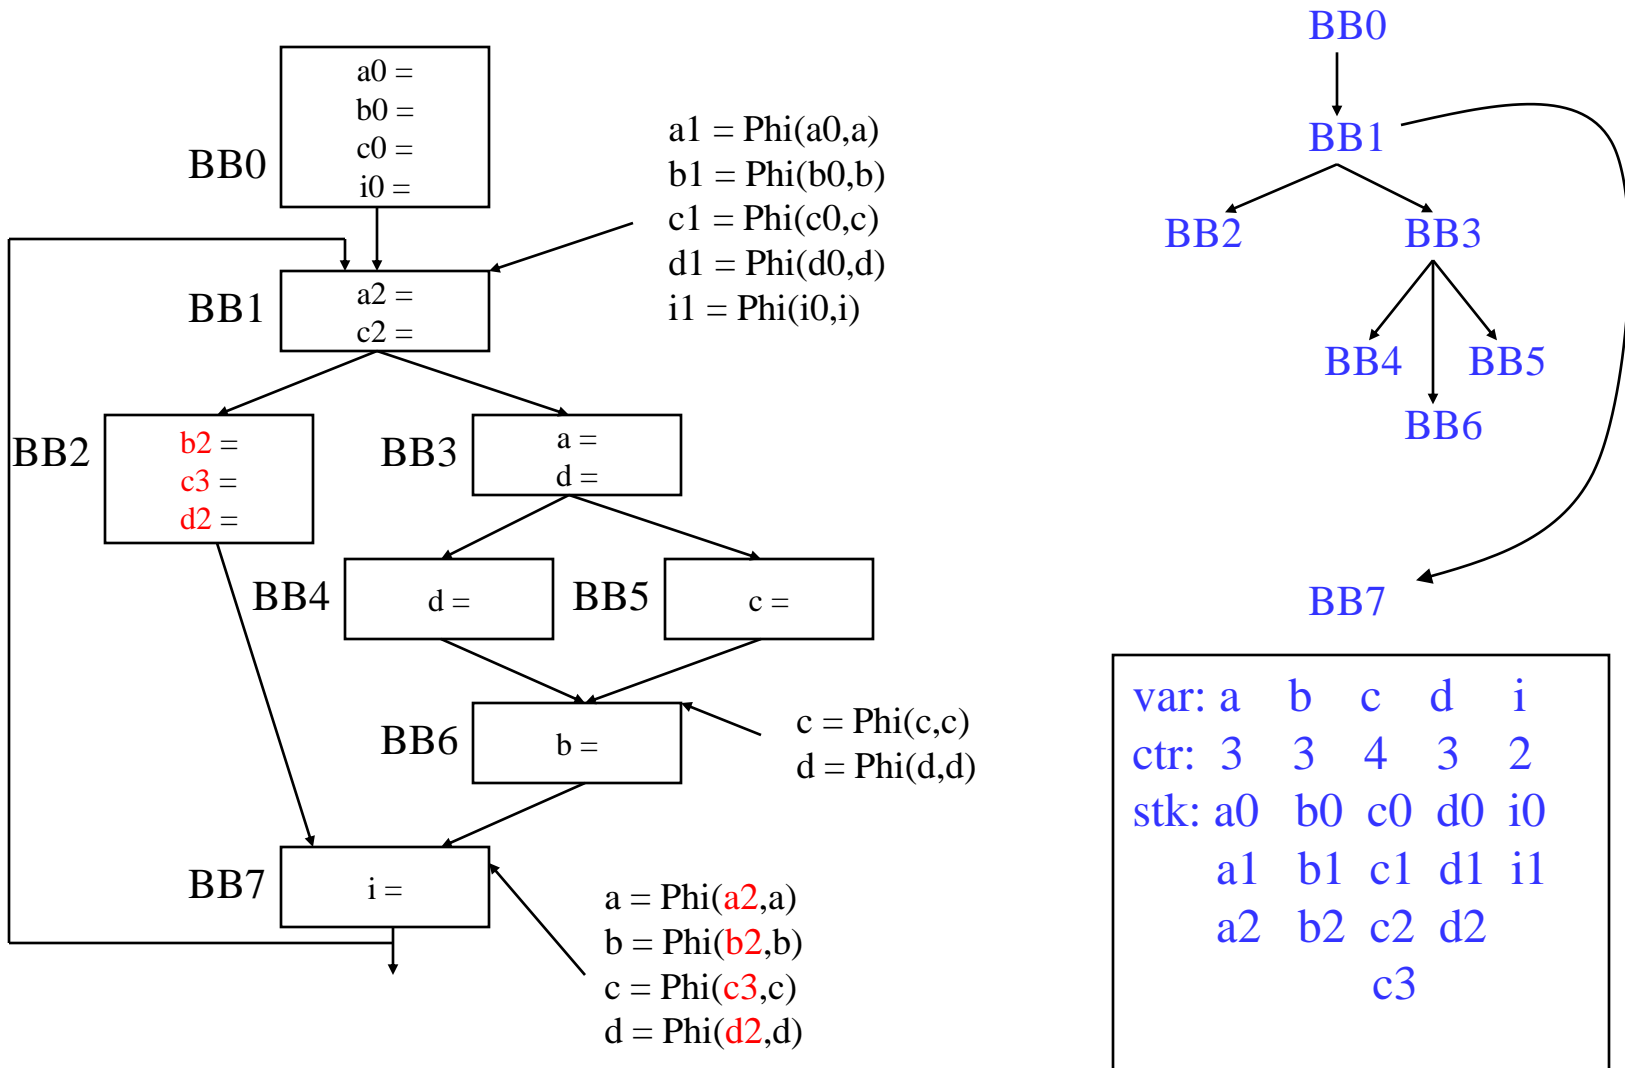 a0 =
b0 =
c0 =
i0 =
BB0
a1 = Phi(a0,a)
b1 = Phi(b0,b)
c1 = Phi(c0,c)
d1 = Phi(d0,d)
i1 = Phi(i0,i)
BB1
a2 =
c2 =
BB2
b2 =
c3 =
d2 =
BB3
a =
d =
BB4
d =
BB5
c =
BB6
b =
c = Phi(c,c)
d = Phi(d,d)
BB7
i =
a = Phi(a2,a)
b = Phi(b2,b)
c = Phi(c3,c)
d = Phi(d2,d)
BB0
BB1
BB2 BB3
BB4 BB5
BB6
BB7
var: a b c d i
ctr: 3 3 4 3 2
stk: a0 b0 c0 d0 i0
a1 b1 c1 d1 i1
a2 b2 c2 d2
c3